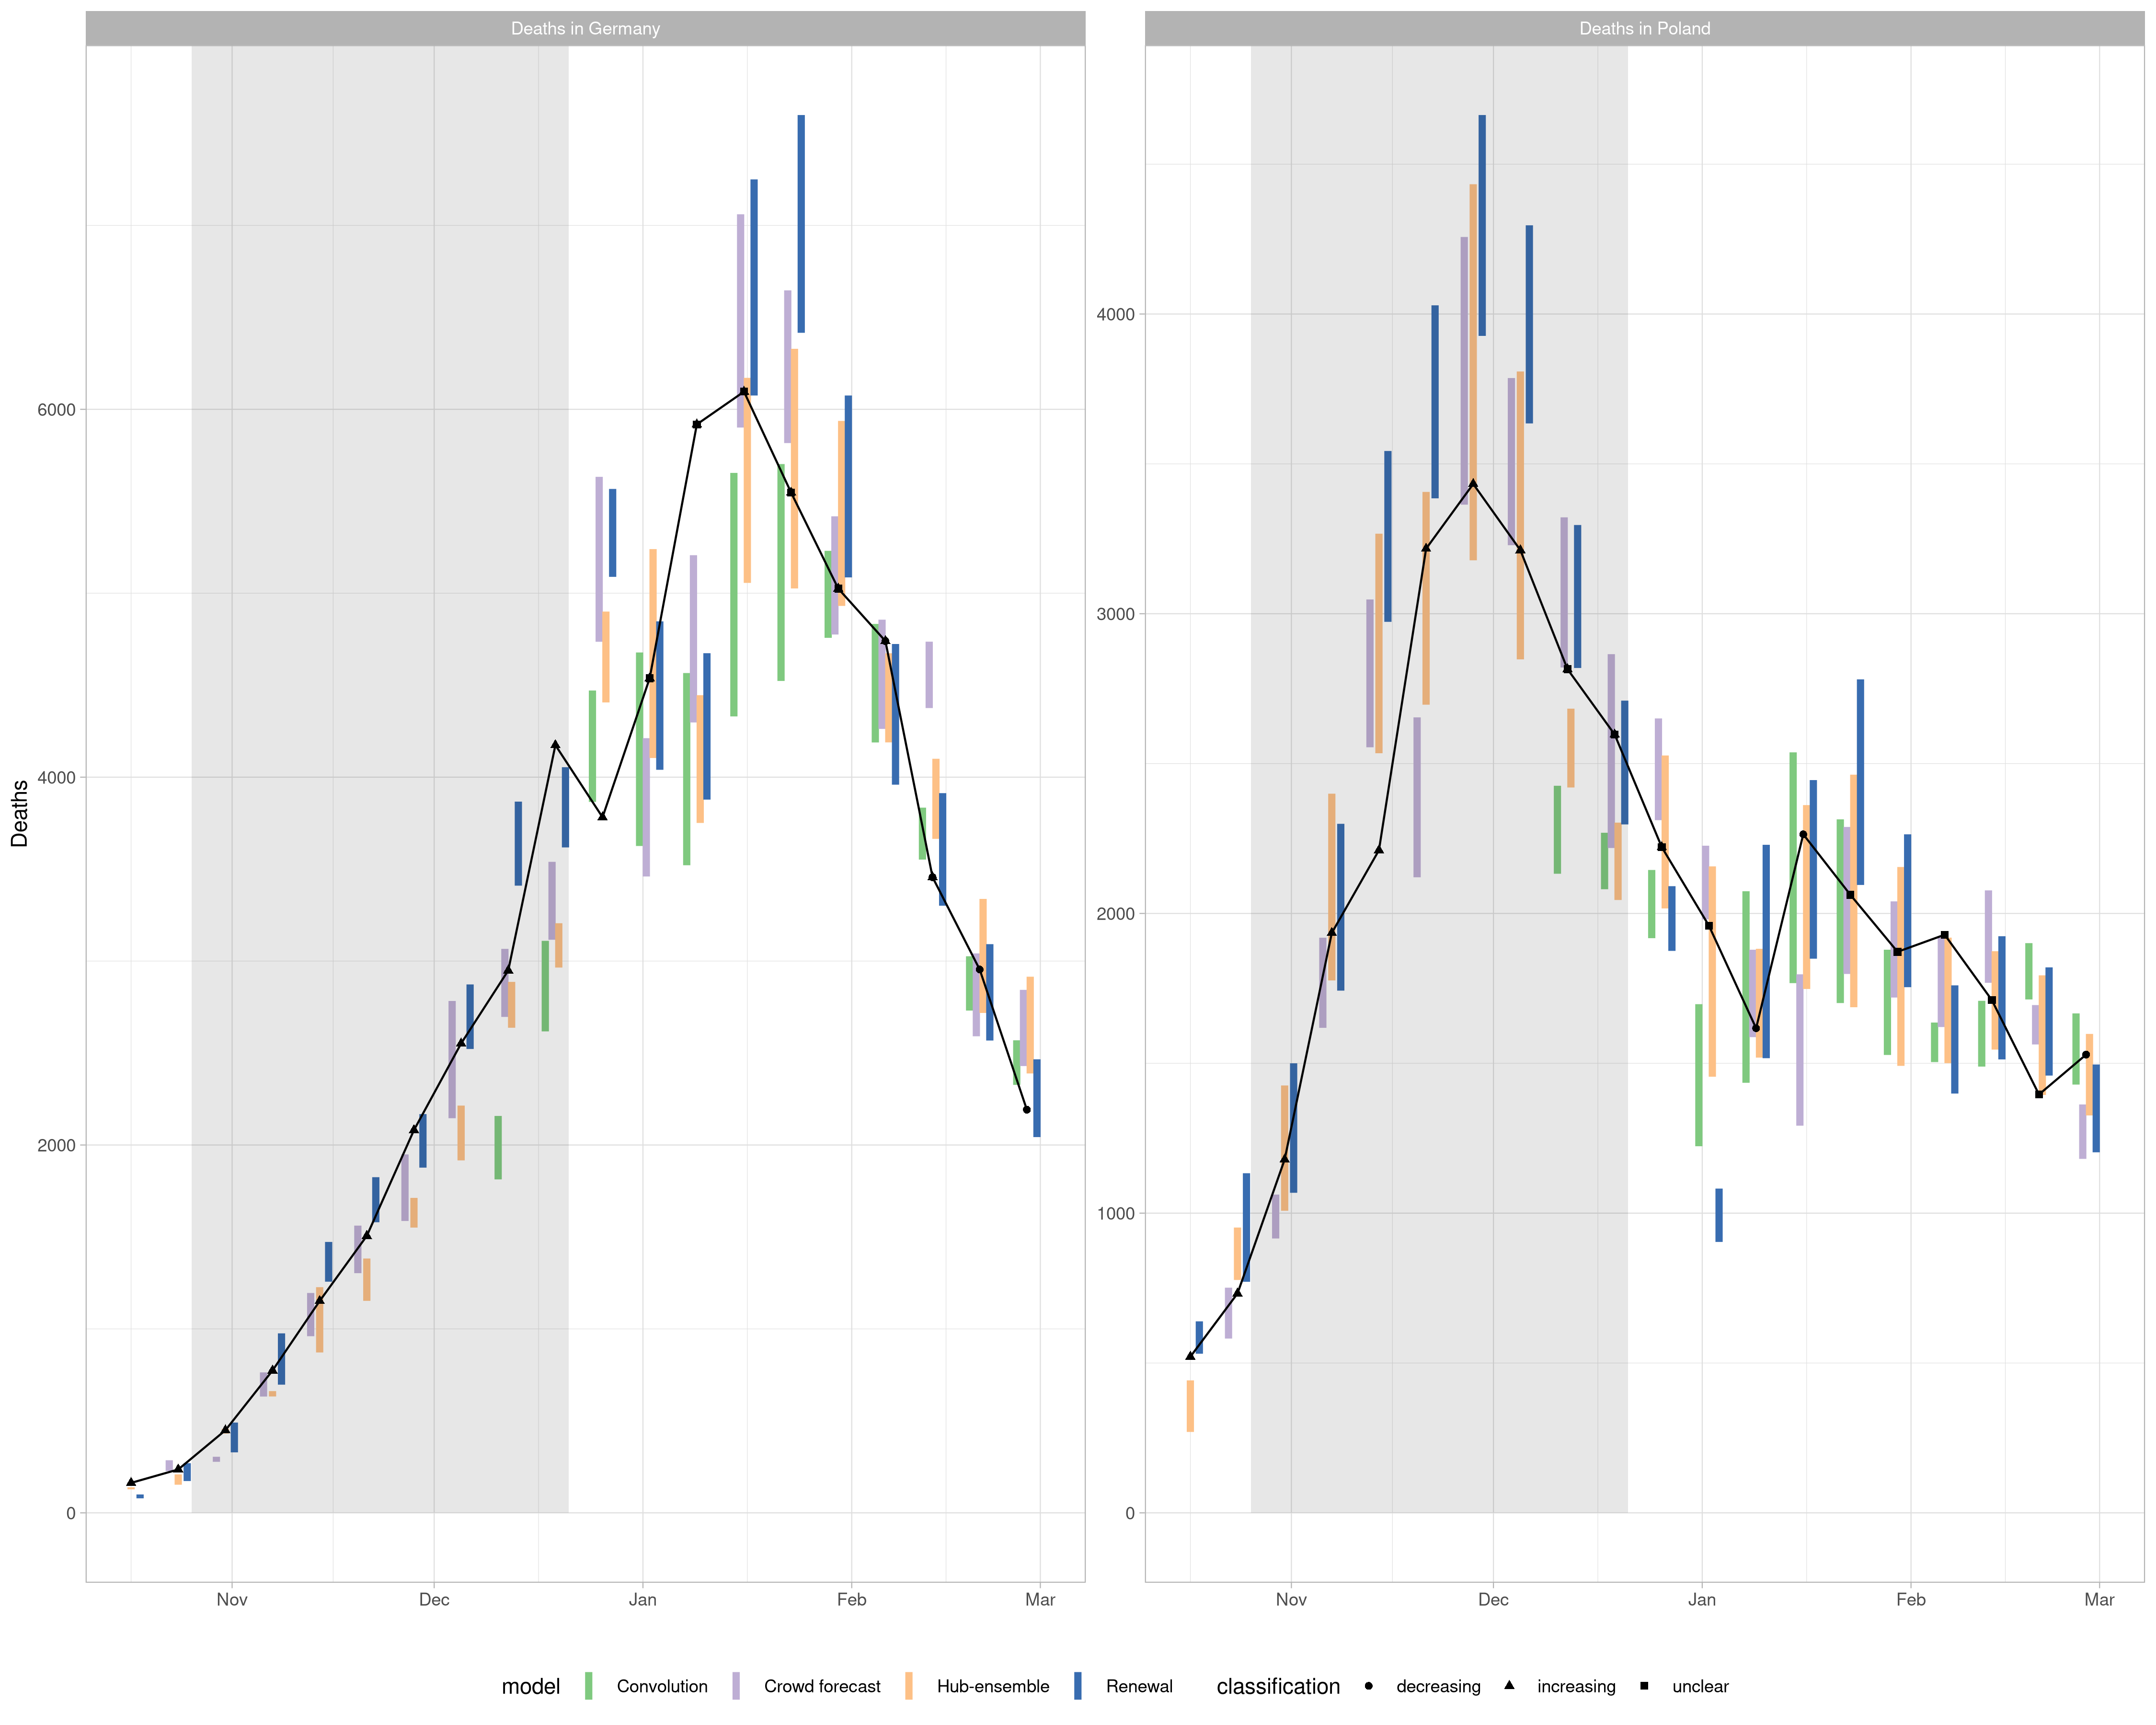 Deaths in Germany
Deaths in Poland
Deaths
6000
4000
2000
0
4000
3000
2000
1000
0
Nov Dec Jan Feb Mar
Nov Dec Jan Feb Mar
model Convolution Crowd forecast Hub-ensemble Renewal classification decreasing increasing unclear